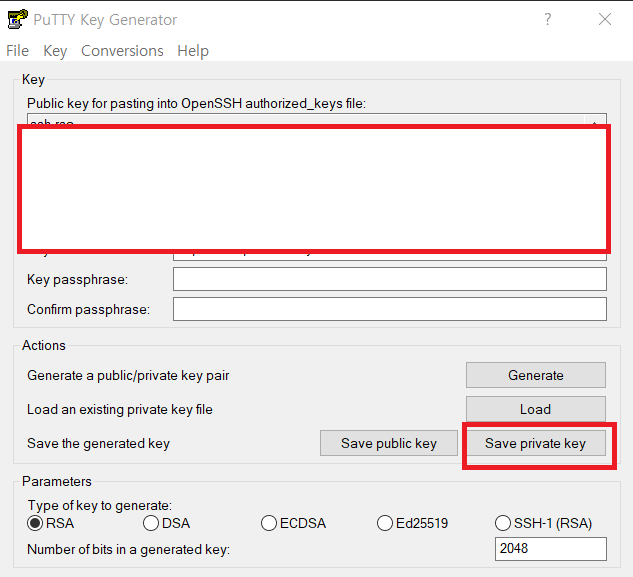 PuTTY Key Generator
File Key Conversions Help
Key
Public key for pasting into OpenSSH authorized_keys file:
ssh-rsa
Key passphrase:
Confirm passphrase:
Actions
Generate a public/private key pair
Generate
Load an existing private key file
Load
Save the generated key
Save public key
Save private key
Parameters
Type of key to generate:
RSA DSA ECDSA Ed25519 SSH-1 (RSA)
Number of bits in a generated key:
2048